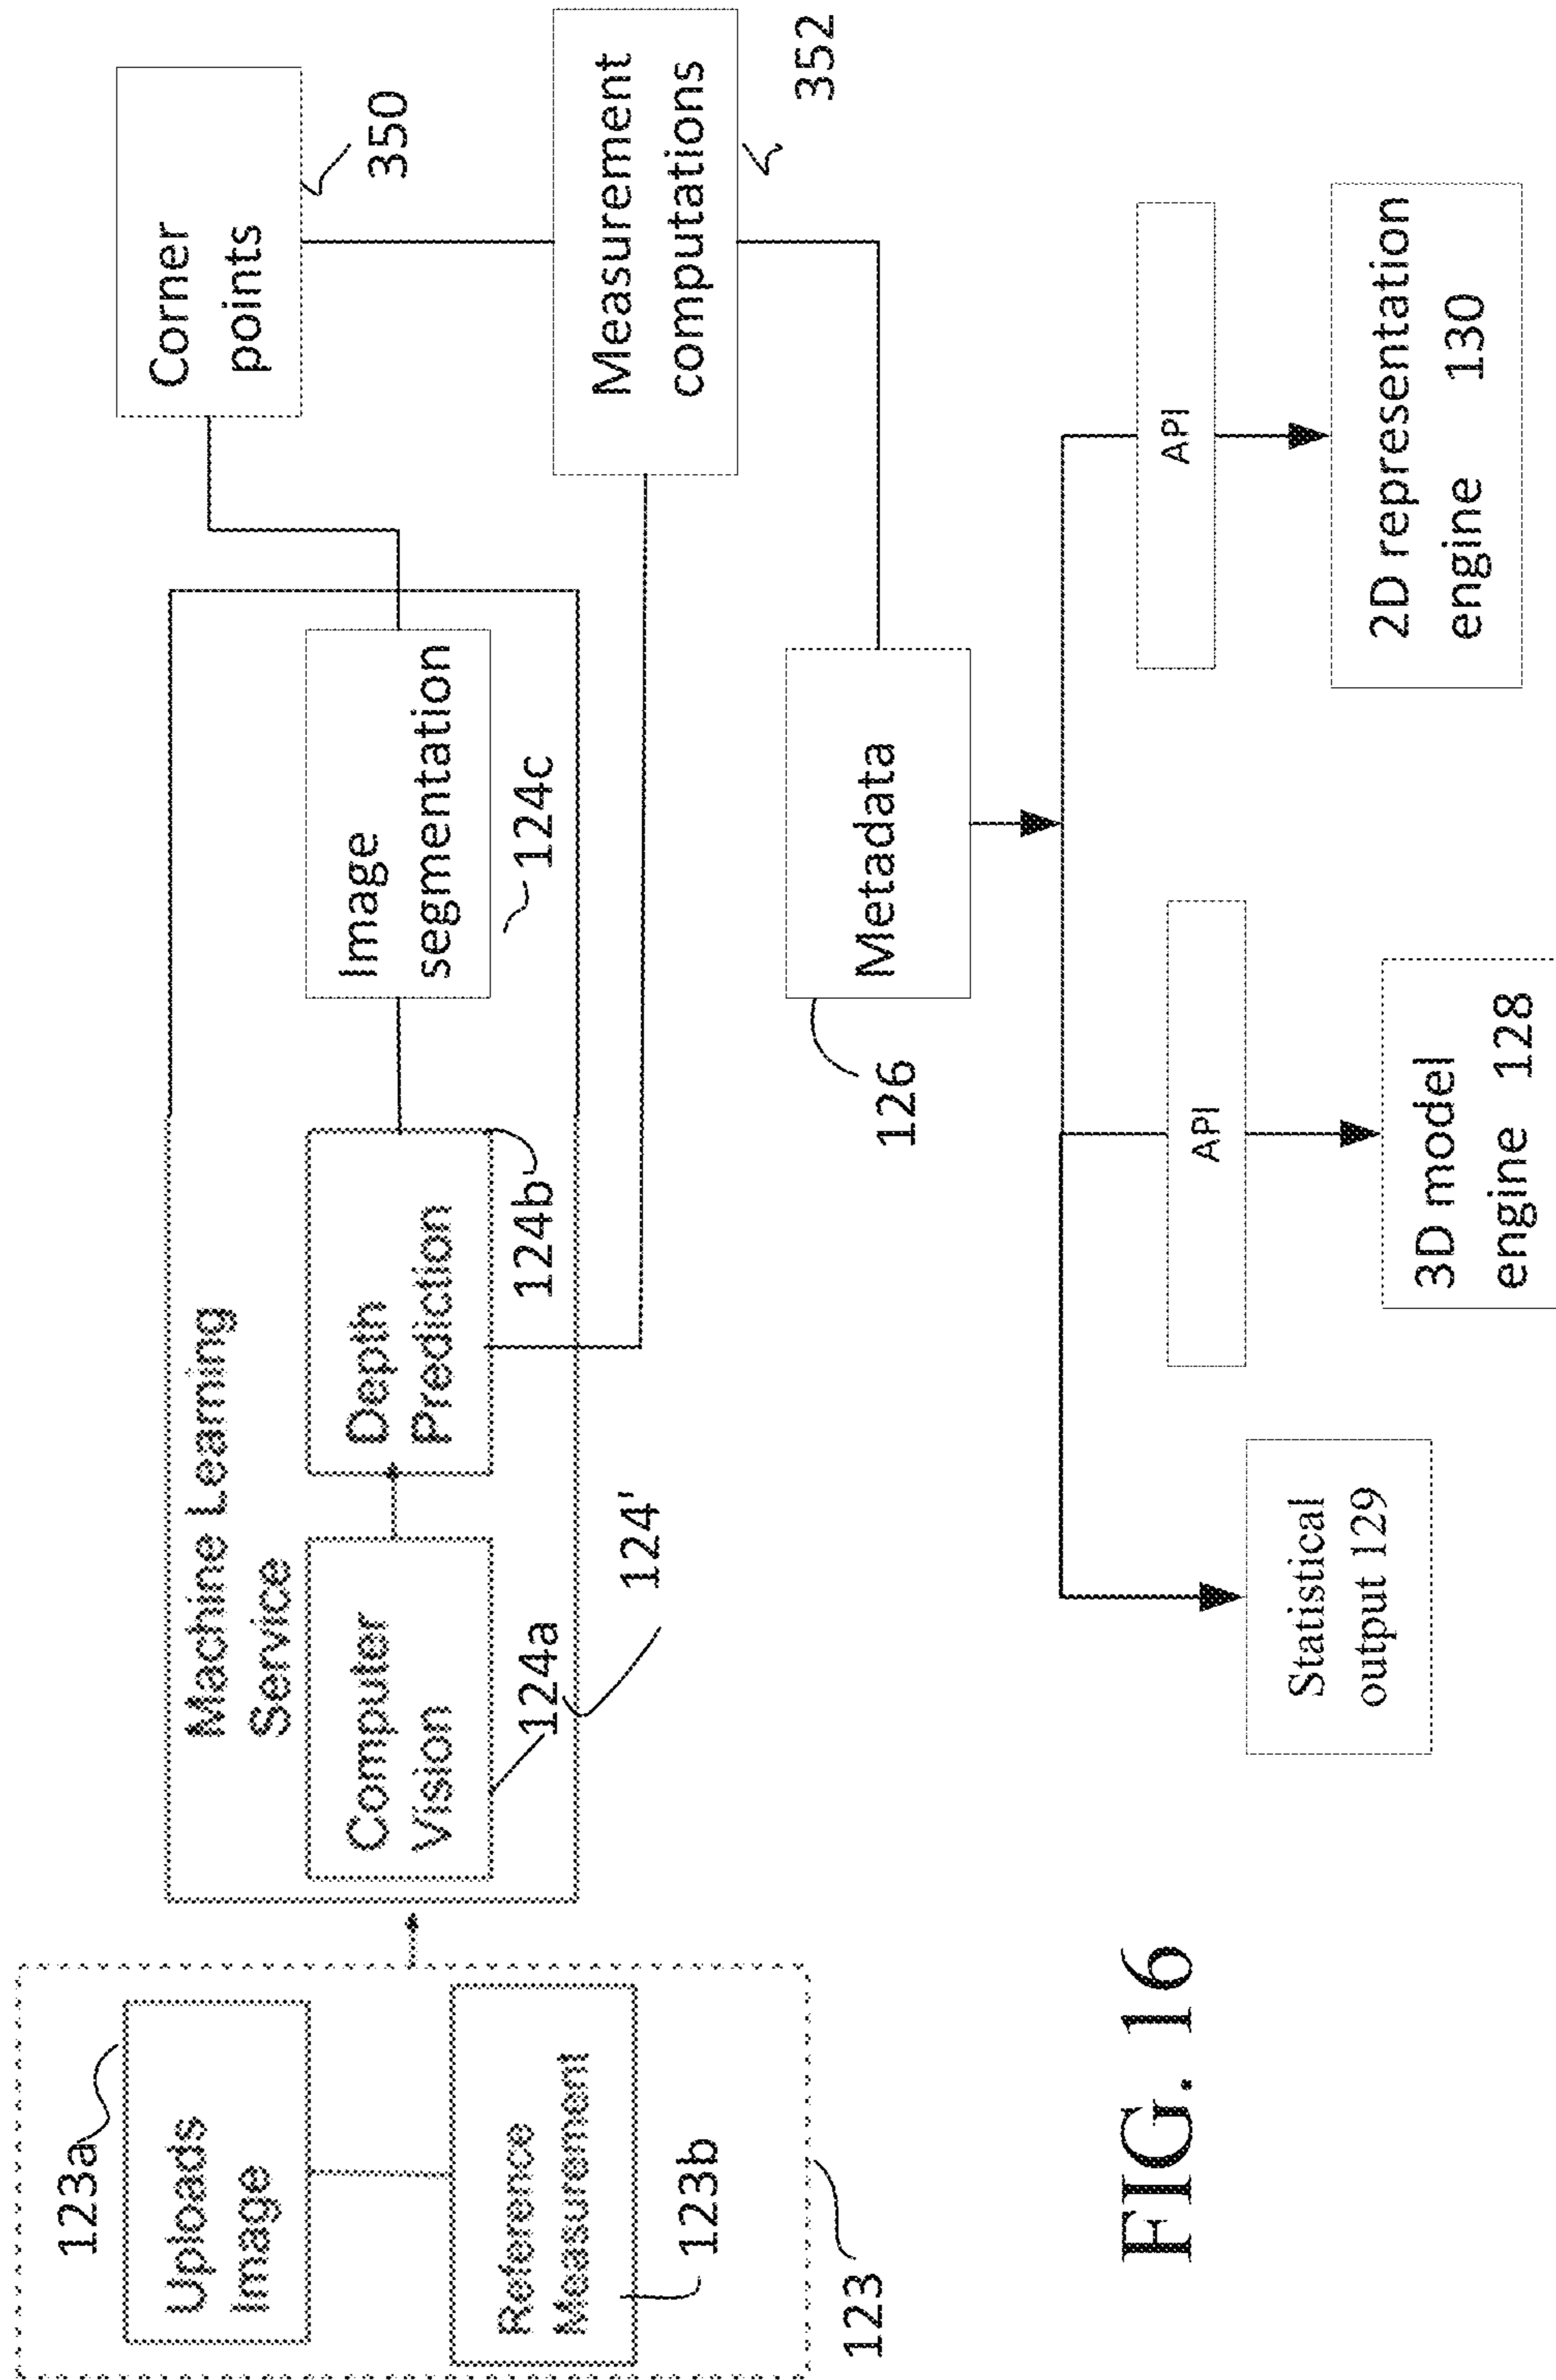 123a
Uploads
Image
Reference
Measurement
123b
123
Machine Learning
Service
Computer
Vision
124a
124'
Depth
Prediction
124b
Image
segmentation
124c
Corner
points
350
Measurement
computations
352
Metadata
126
Statistical
output 129
API
3D model
engine 128
API
2D representation
engine 130
FIG. 16